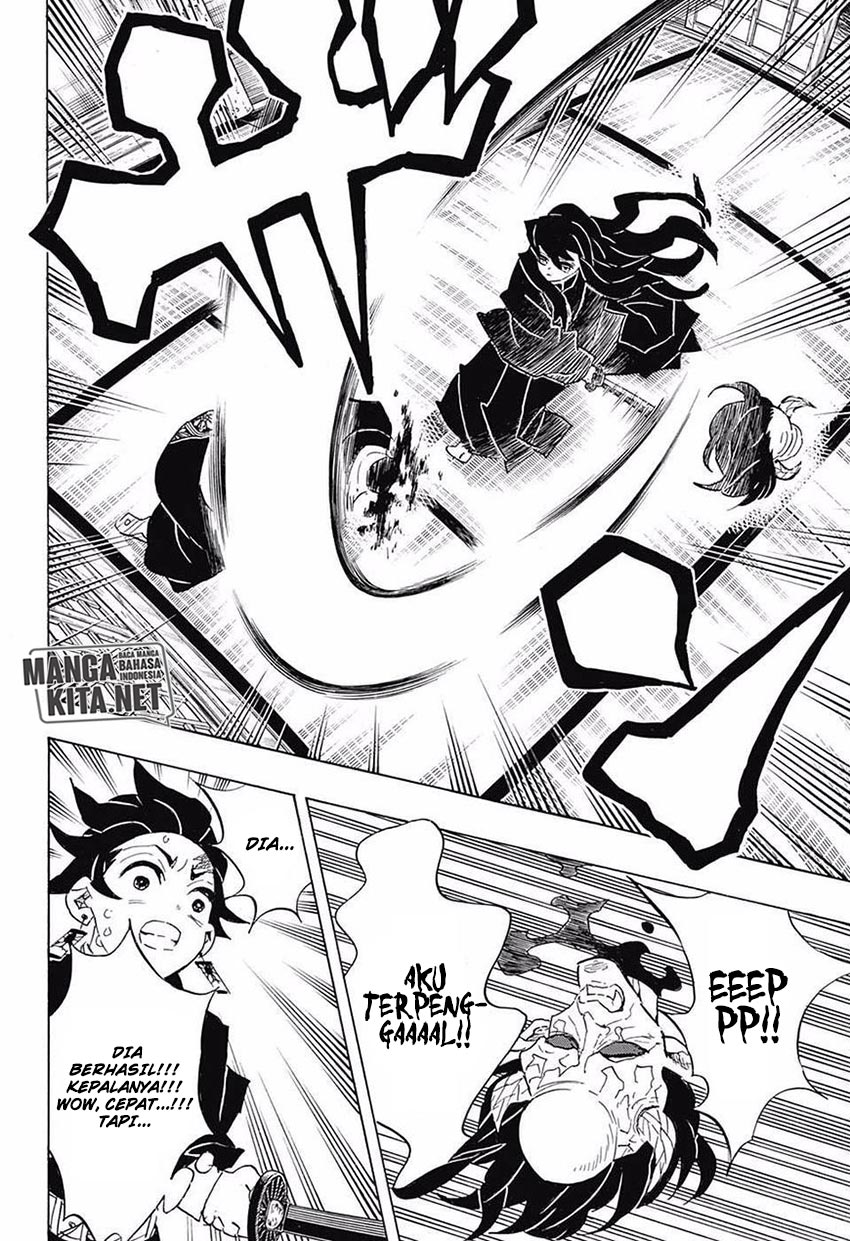 MANGA
KITA.NET
BACA MANGA
BAHASA
INDONESIA
EEEP
PP!!
AKU
TERPENG-
GAAAAL!!
DIA...
DIA
BERHASIL!!!
KEPALANYA!!!
WOW, CEPAT...!!!
TAPI...